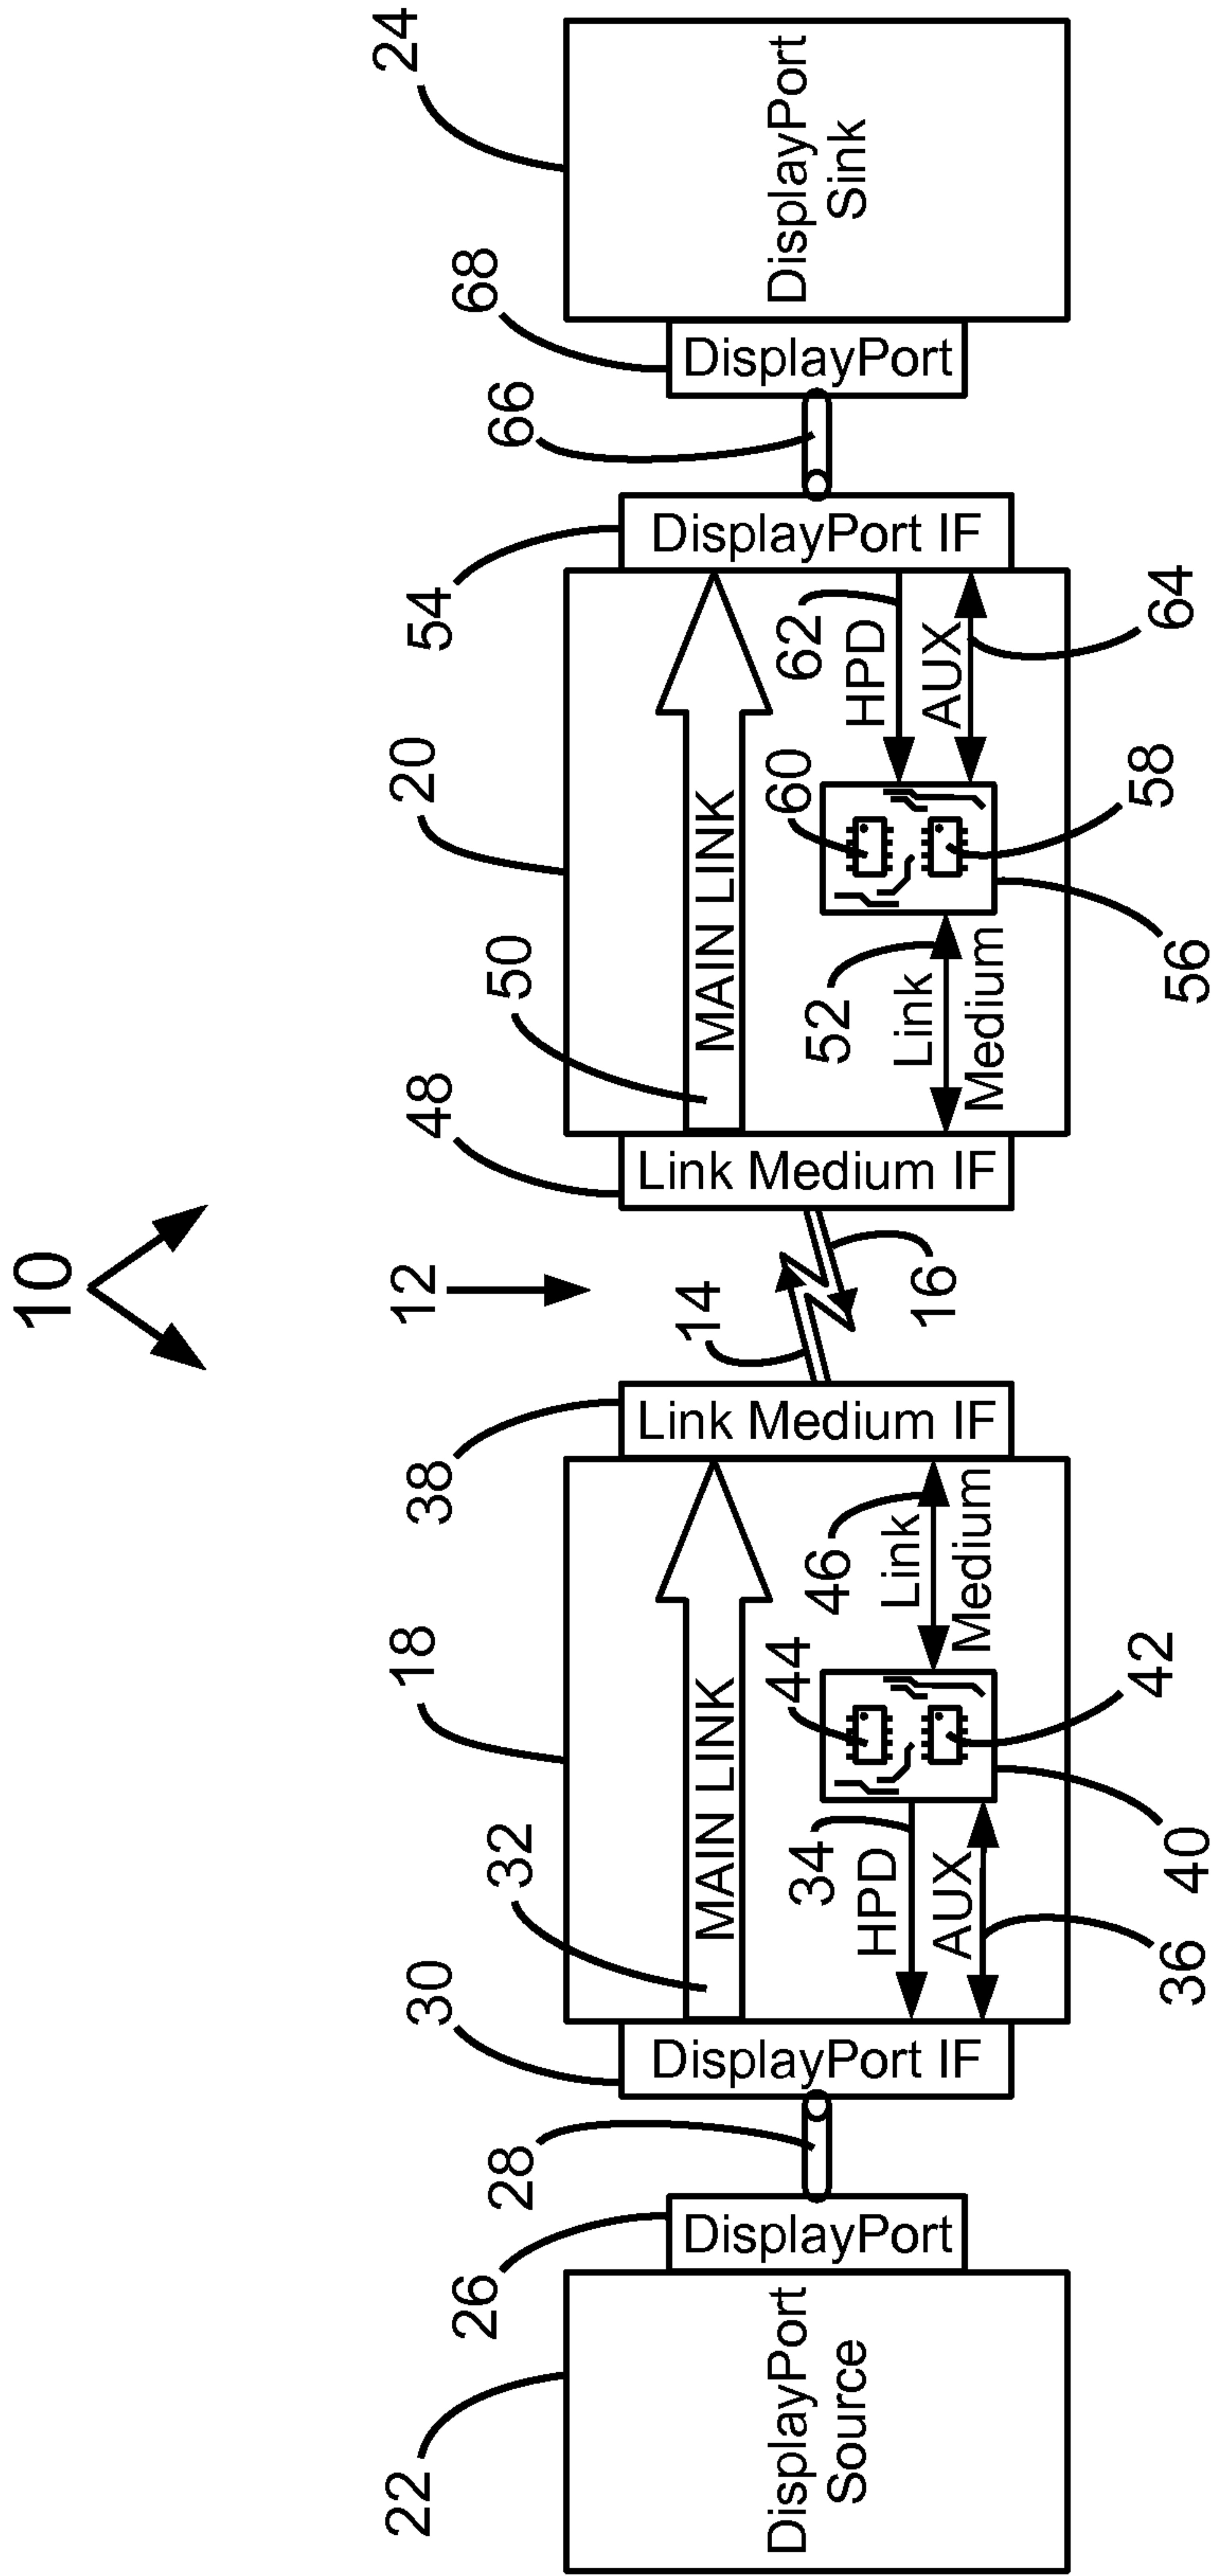 10
12
22
DisplayPort
Source
26
DisplayPort
28
30
DisplayPort IF
18
32
MAIN LINK
34
HPD
AUX
36
44
42
40
46
Link
Medium
38
Link Medium IF
14
16
48
Link Medium IF
20
50
MAIN LINK
52
Link
Medium
60
58
56
62
HPD
AUX
64
54
DisplayPort IF
66
68
DisplayPort
24
DisplayPort
Sink